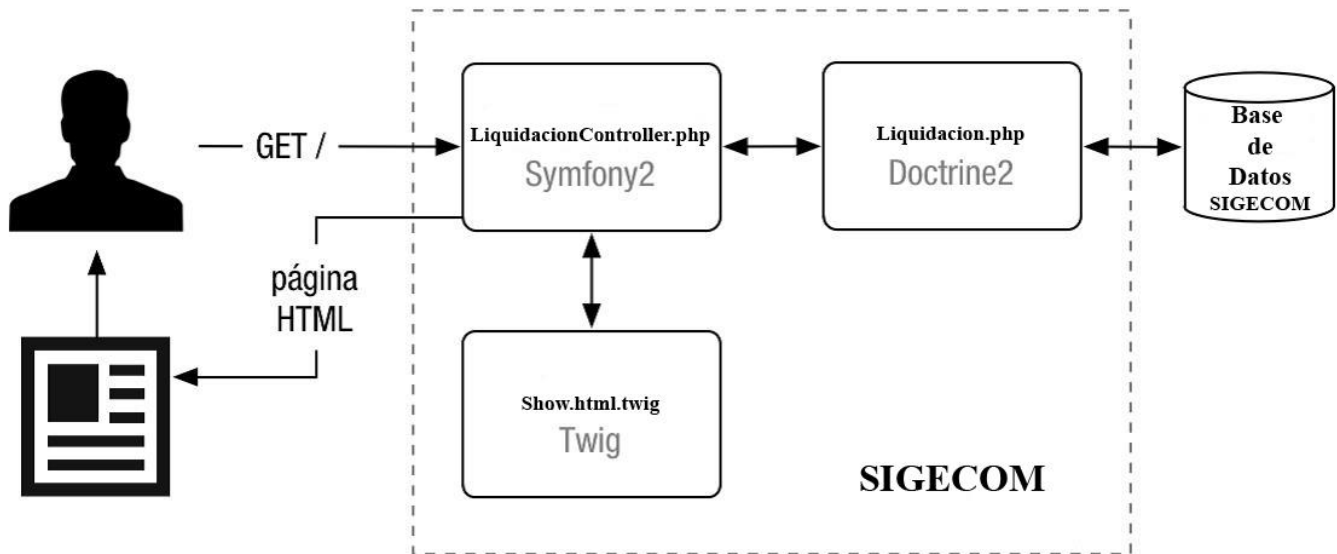 GET /
LiquidacionController.php
Symfony2
Liquidacion.php
Doctrine2
Base
de
Datos
SIGECOM
página
HTML
Show.html.twig
Twig
SIGECOM